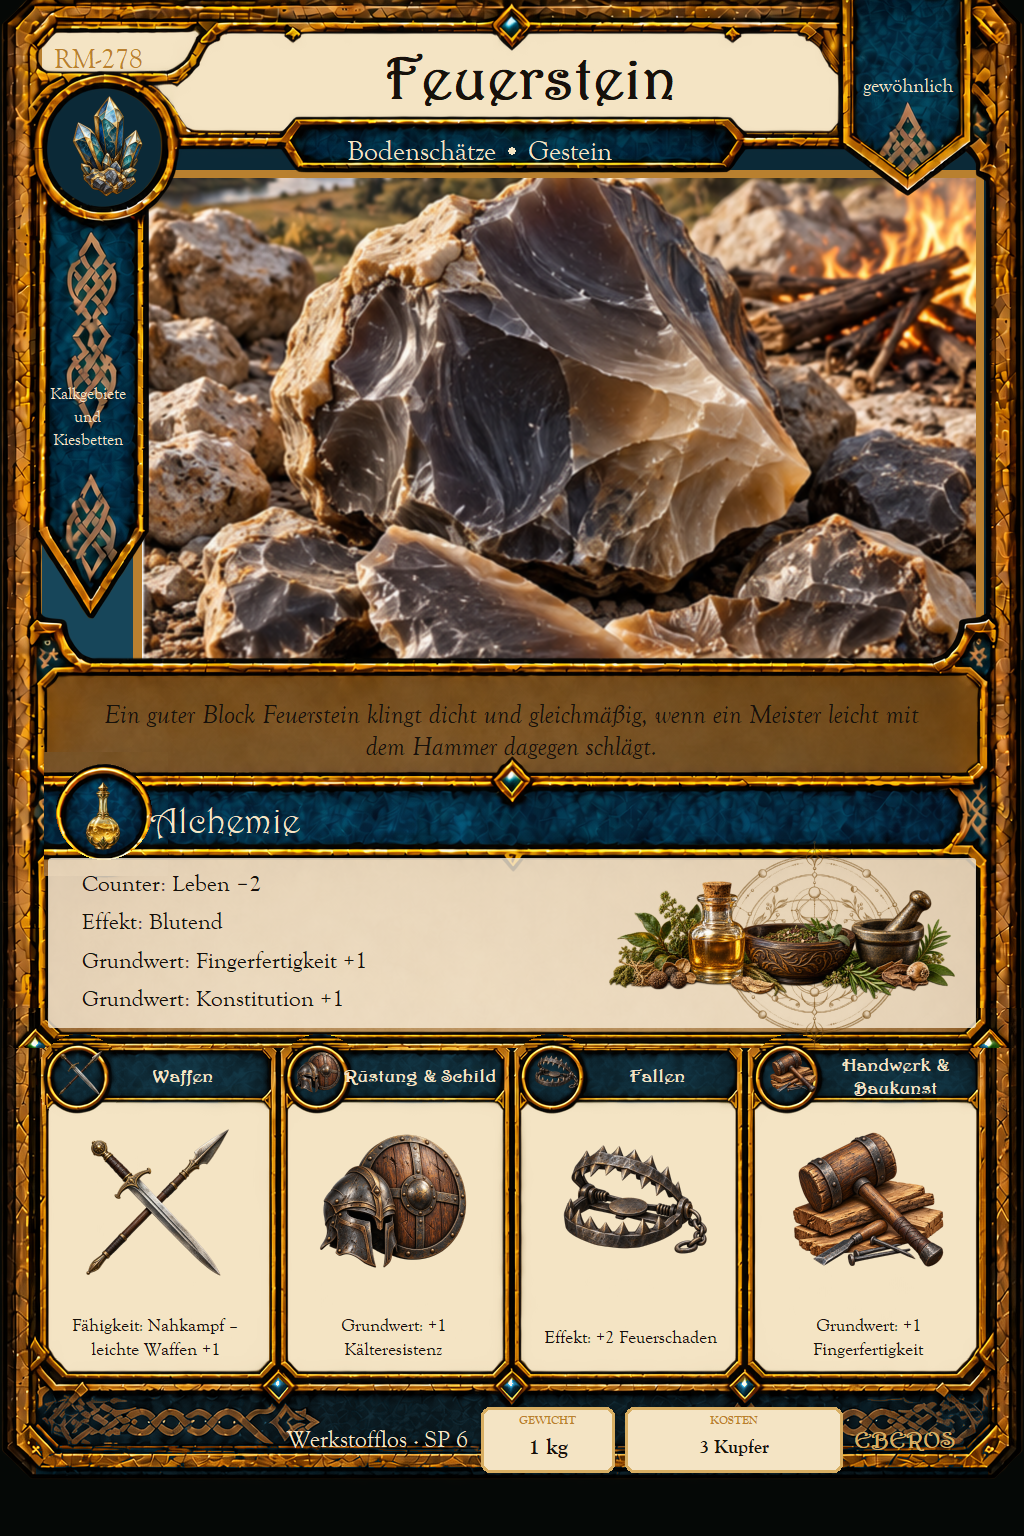 RM-278
Feuerstein
gewöhnlich
Bodenschätze • Gestein
Kalkgebiete
und
Kiesbetten
Ein guter Block Feuerstein klingt dicht und gleichmäßig, wenn ein Meister leicht mit
dem Hammer dagegen schlägt.
Alchemie
Counter: Leben −2
Effekt: Blutend
Grundwert: Fingerfertigkeit +1
Grundwert: Konstitution +1
Waffen
Rüstung & Schild
Fallen
Handwerk &
Baukunst
Fähigkeit: Nahkampf –
leichte Waffen +1
Grundwert: +1
Kälteresistenz
Effekt: +2 Feuerschaden
Grundwert: +1
Fingerfertigkeit
Werkstofflos · SP 6
GEWICHT
1 kg
KOSTEN
3 Kupfer
EBEROS